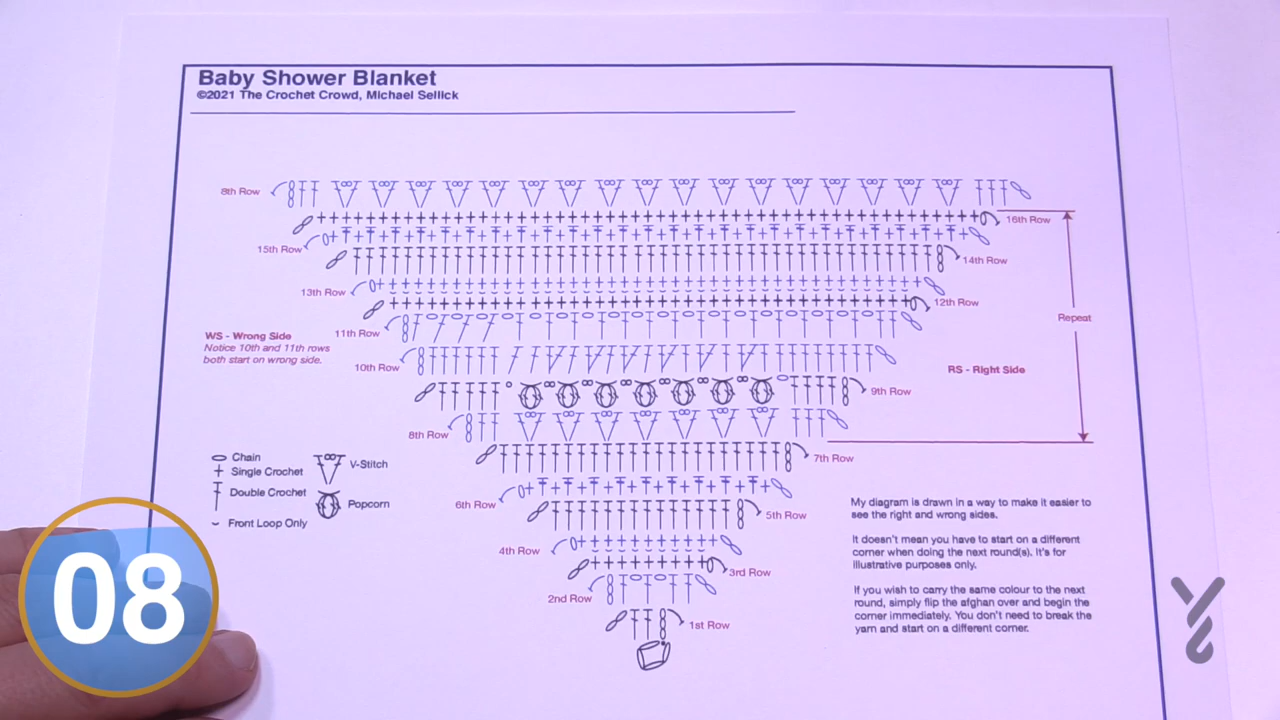 Baby Shower Blanket
©2021 The Crochet Crowd, Michael Sellick
8th Row
16th Row
15th Row
14th Row
13th Row
12th Row
Repeat
11th Row
WS - Wrong Side
Notice 10th and 11th rows
both start on wrong side.
10th Row
RS - Right Side
9th Row
8th Row
7th Row
Chain
Single Crochet
V-Stitch
Double Crochet
Popcorn
Front Loop Only
6th Row
5th Row
4th Row
3rd Row
2nd Row
1st Row
My diagram is drawn in a way to make it easier to
see the right and wrong sides.
It doesn't mean you have to start on a different
corner when doing the next round(s). It's for
illustrative purposes only.
If you wish to carry the same colour to the next
round, simply flip the afghan over and begin the
corner immediately. You don't need to break the
yarn and start on a different corner.
08